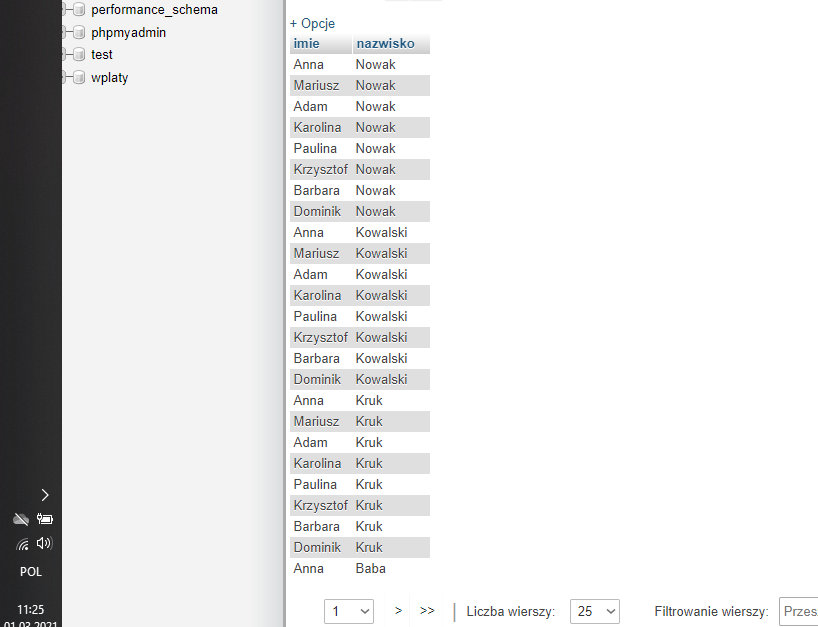 performance_schema
phpmyadmin
test
wplaty
+ Opcje
imie nazwisko
Anna Nowak
Mariusz Nowak
Adam Nowak
Karolina Nowak
Paulina Nowak
Krzysztof Nowak
Barbara Nowak
Dominik Nowak
Anna Kowalski
Mariusz Kowalski
Adam Kowalski
Karolina Kowalski
Paulina Kowalski
Krzysztof Kowalski
Barbara Kowalski
Dominik Kowalski
Anna Kruk
Mariusz Kruk
Adam Kruk
Karolina Kruk
Paulina Kruk
Krzysztof Kruk
Barbara Kruk
Dominik Kruk
Anna Baba
1 > >> | Liczba wierszy: 25 Filtrowanie wierszy: Przes
POL
11:25
01.03.2021